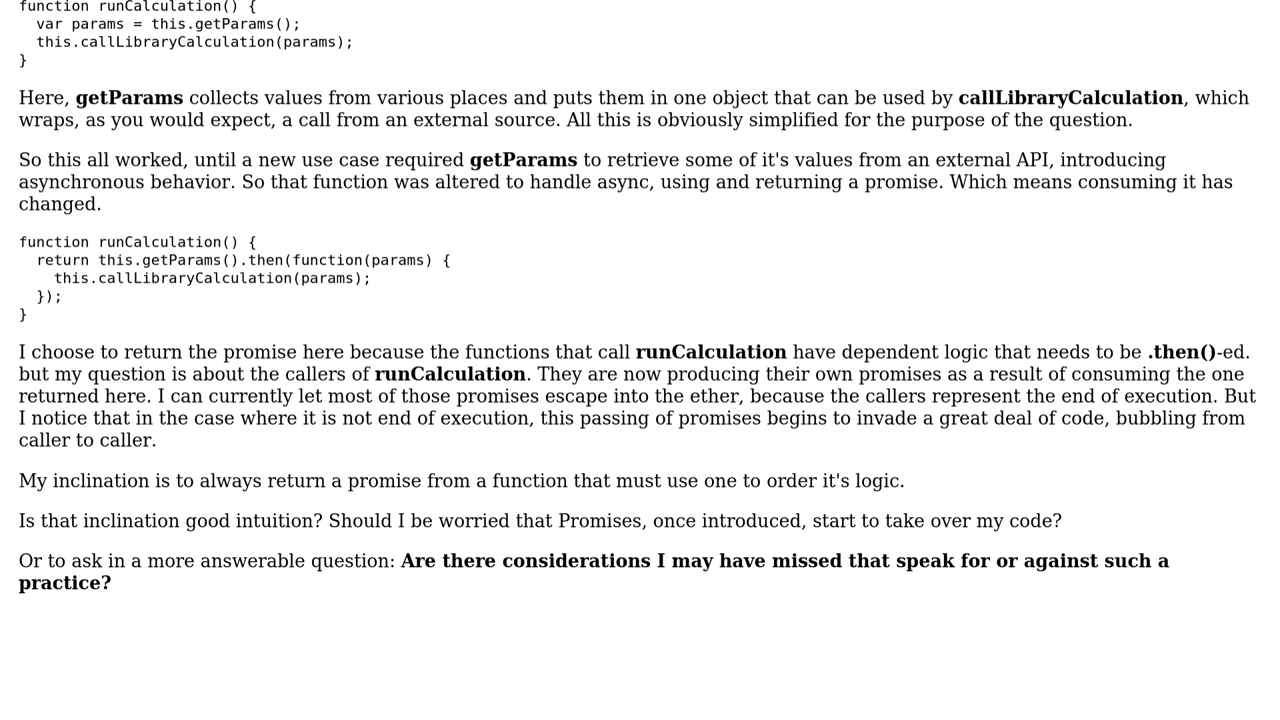 function runCalculation() {
  var params = this.getParams();
  this.callLibraryCalculation(params);
}
Here, getParams collects values from various places and puts them in one object that can be used by callLibraryCalculation, which
wraps, as you would expect, a call from an external source. All this is obviously simplified for the purpose of the question.
So this all worked, until a new use case required getParams to retrieve some of it's values from an external API, introducing
asynchronous behavior. So that function was altered to handle async, using and returning a promise. Which means consuming it has
changed.
function runCalculation() {
  return this.getParams().then(function(params) {
    this.callLibraryCalculation(params);
  });
}
I choose to return the promise here because the functions that call runCalculation have dependent logic that needs to be .then()-ed.
but my question is about the callers of runCalculation. They are now producing their own promises as a result of consuming the one
returned here. I can currently let most of those promises escape into the ether, because the callers represent the end of execution. But
I notice that in the case where it is not end of execution, this passing of promises begins to invade a great deal of code, bubbling from
caller to caller.
My inclination is to always return a promise from a function that must use one to order it's logic.
Is that inclination good intuition? Should I be worried that Promises, once introduced, start to take over my code?
Or to ask in a more answerable question: Are there considerations I may have missed that speak for or against such a
practice?